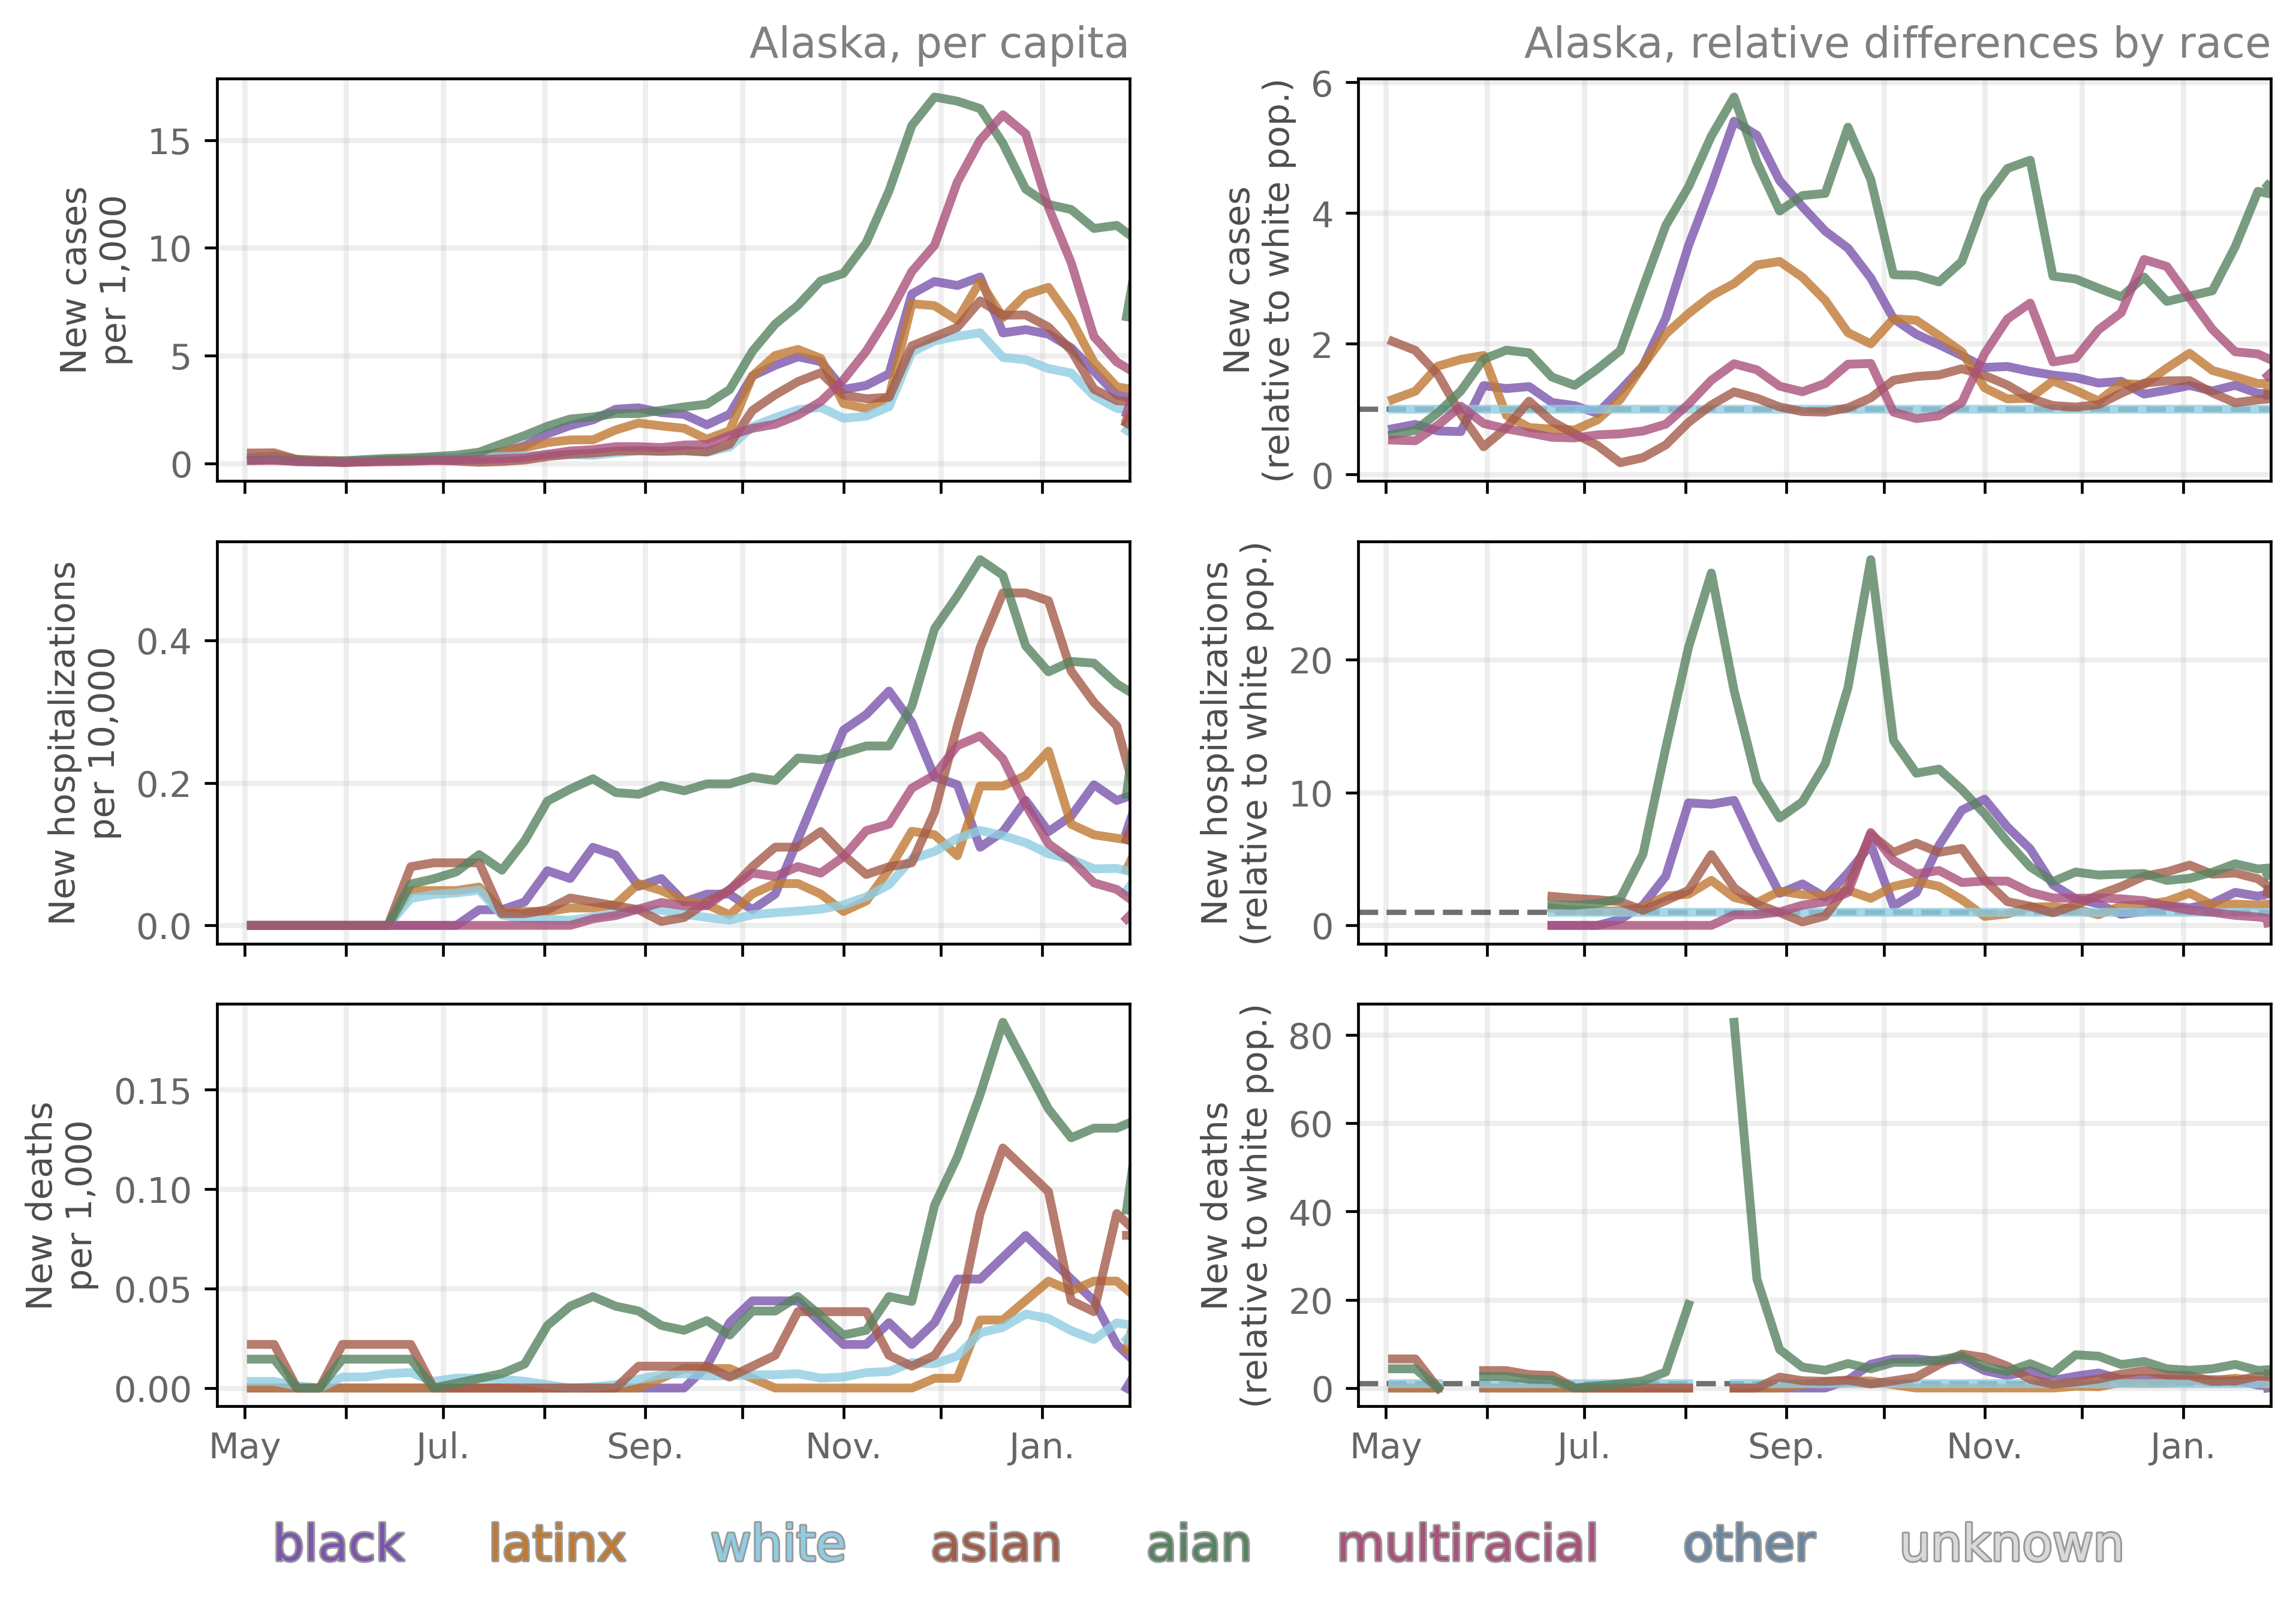 Alaska, per capita
Alaska, relative differences by race
New cases
per 1,000
15
10
5
0
New cases
(relative to white pop.)
6
4
2
0
New hospitalizations
per 10,000
0.4
0.2
0.0
New hospitalizations
(relative to white pop.)
20
10
0
New deaths
per 1,000
0.15
0.10
0.05
0.00
May Jul. Sep. Nov. Jan.
New deaths
(relative to white pop.)
80
60
40
20
0
May Jul. Sep. Nov. Jan.
black latinx white asian aian multiracial other unknown